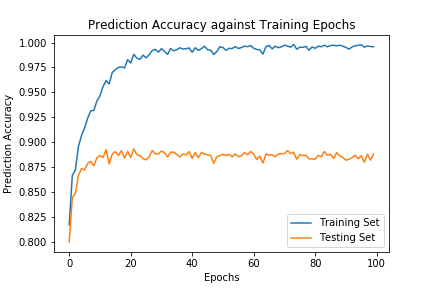 Prediction Accuracy against Training Epochs
Prediction Accuracy
1.000
0.975
0.950
0.925
0.900
0.875
0.850
0.825
0.800
Training Set
Testing Set
0 20 40 60 80 100
Epochs